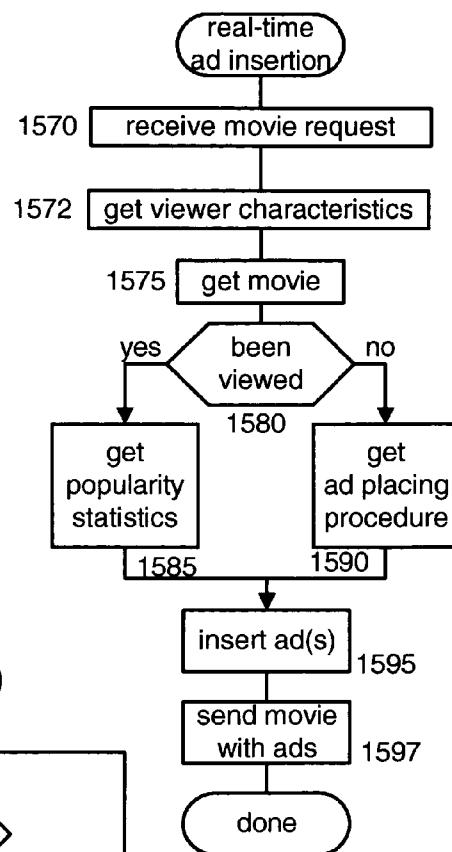 real-time
ad insertion
1570 receive movie request
1572 get viewer characteristics
1575 get movie
yes been no
viewed
1580
get get
popularity ad placing
statistics procedure
1585 1590
insert ad(s)
1595
send movie
with ads 1597
done